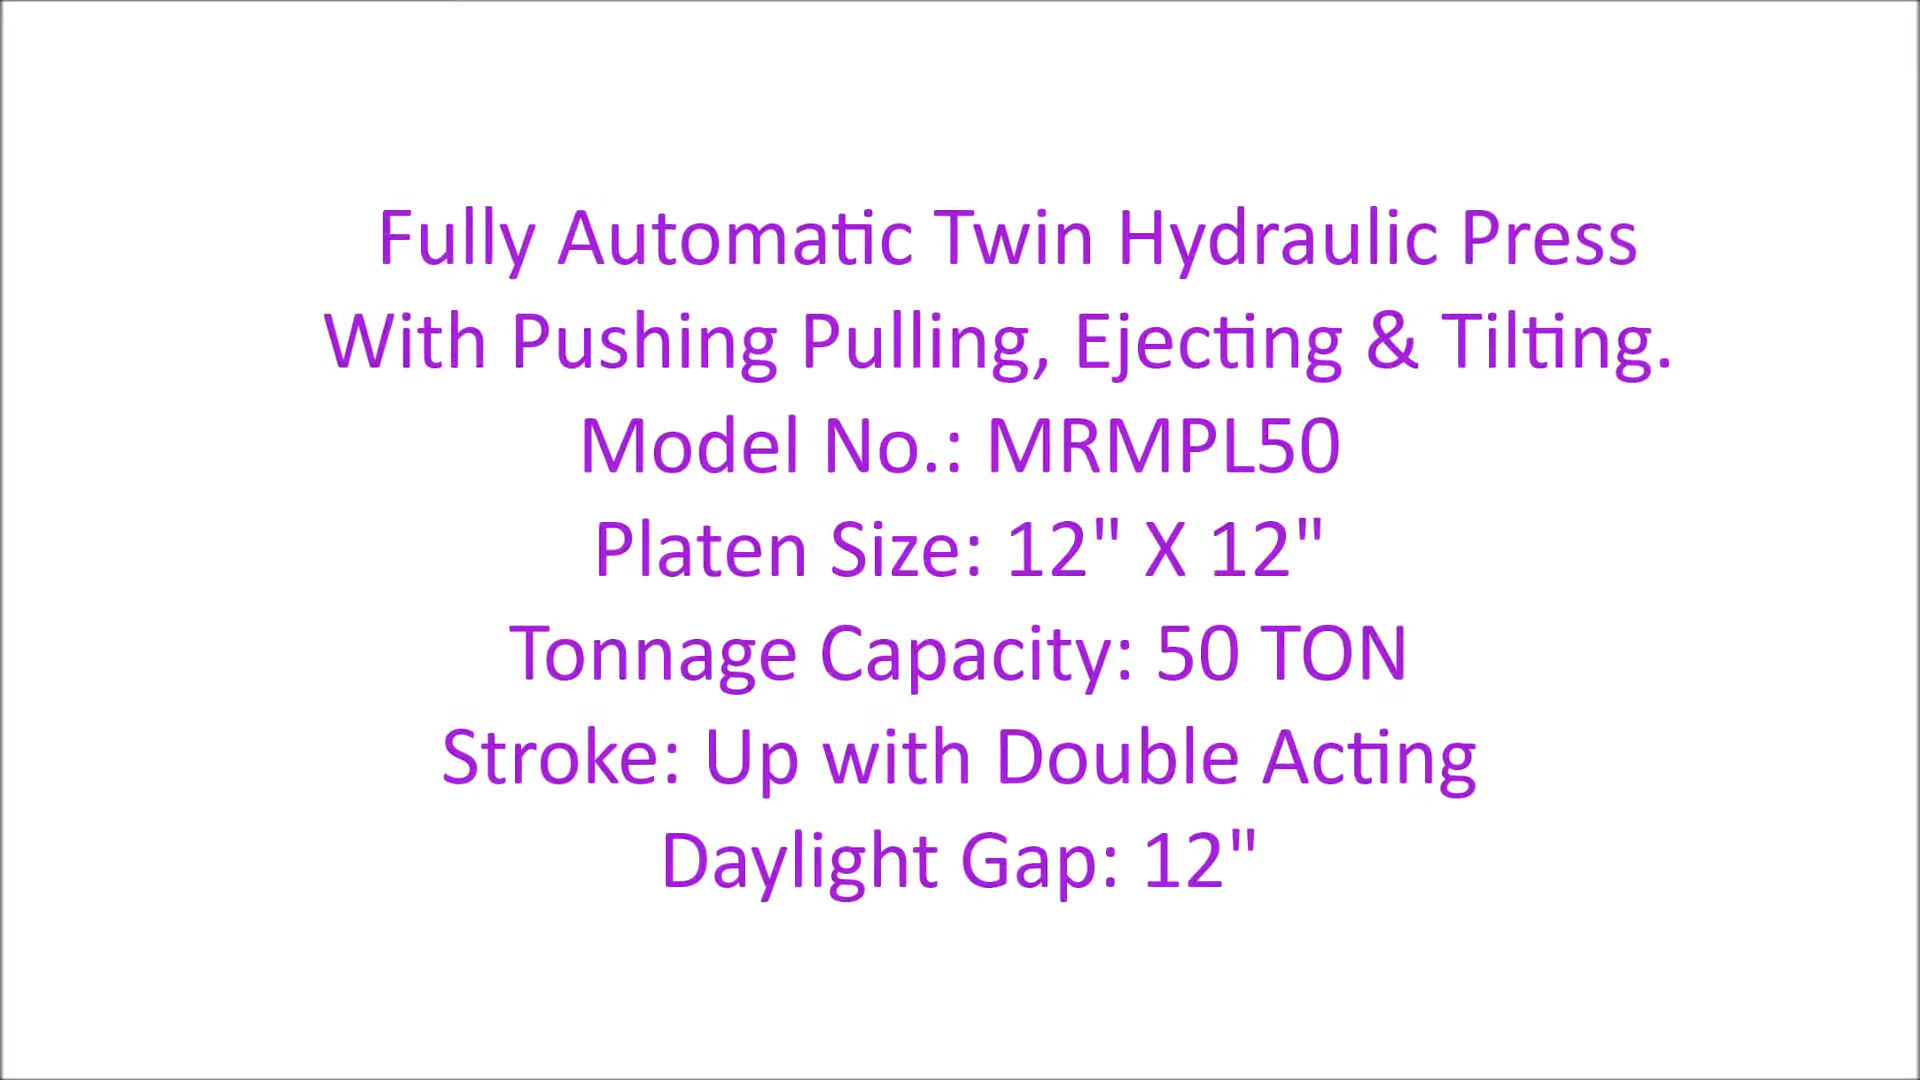 Fully Automatic Twin Hydraulic Press
With Pushing Pulling, Ejecting & Tilting.
Model No.: MRMPL50
Platen Size: 12" X 12"
Tonnage Capacity: 50 TON
Stroke: Up with Double Acting
Daylight Gap: 12"